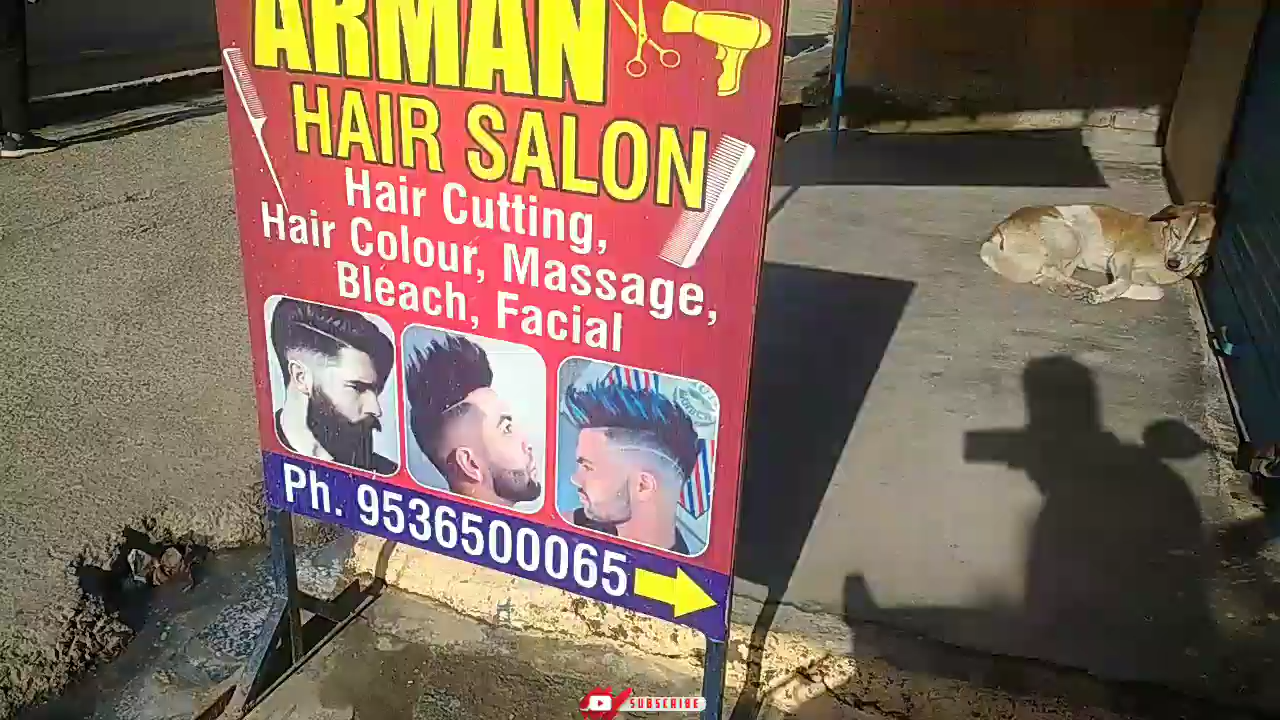 ARMAN
HAIR SALON
Hair Cutting,
Hair Colour, Massage,
Bleach, Facial
Ph. 9536500065
SUBSCRIBE